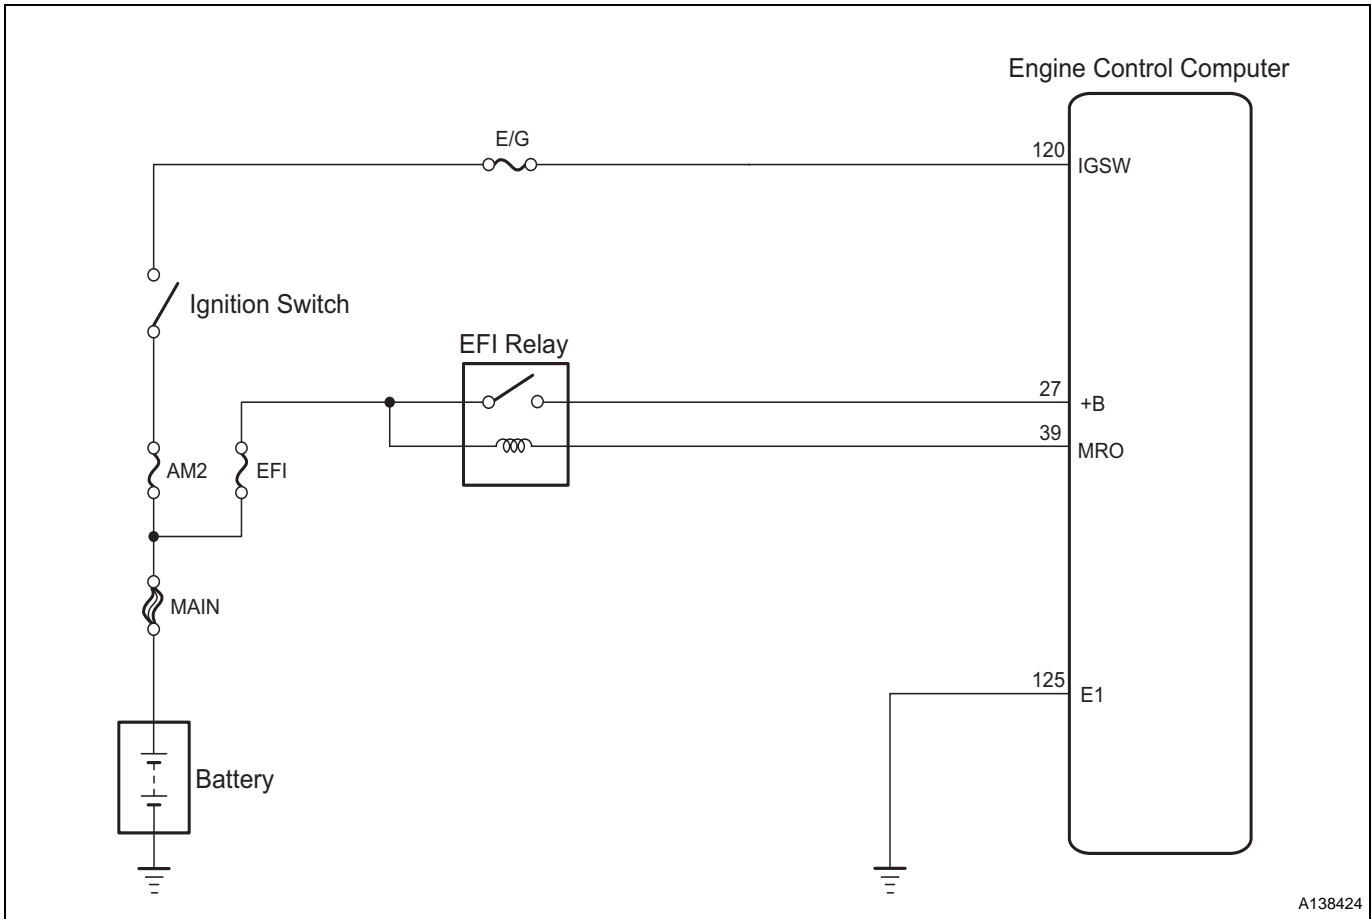 Engine Control Computer
E/G
120
IGSW
Ignition Switch
EFI Relay
27
+B
39
MRO
AM2
EFI
MAIN
125
E1
Battery
A138424